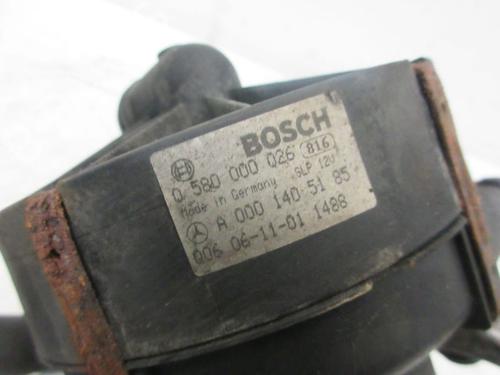 BOSCH
0 580 000 026 816
Made in Germany SLP 12V
A 000 140 51 85
006 06-11-01 1488